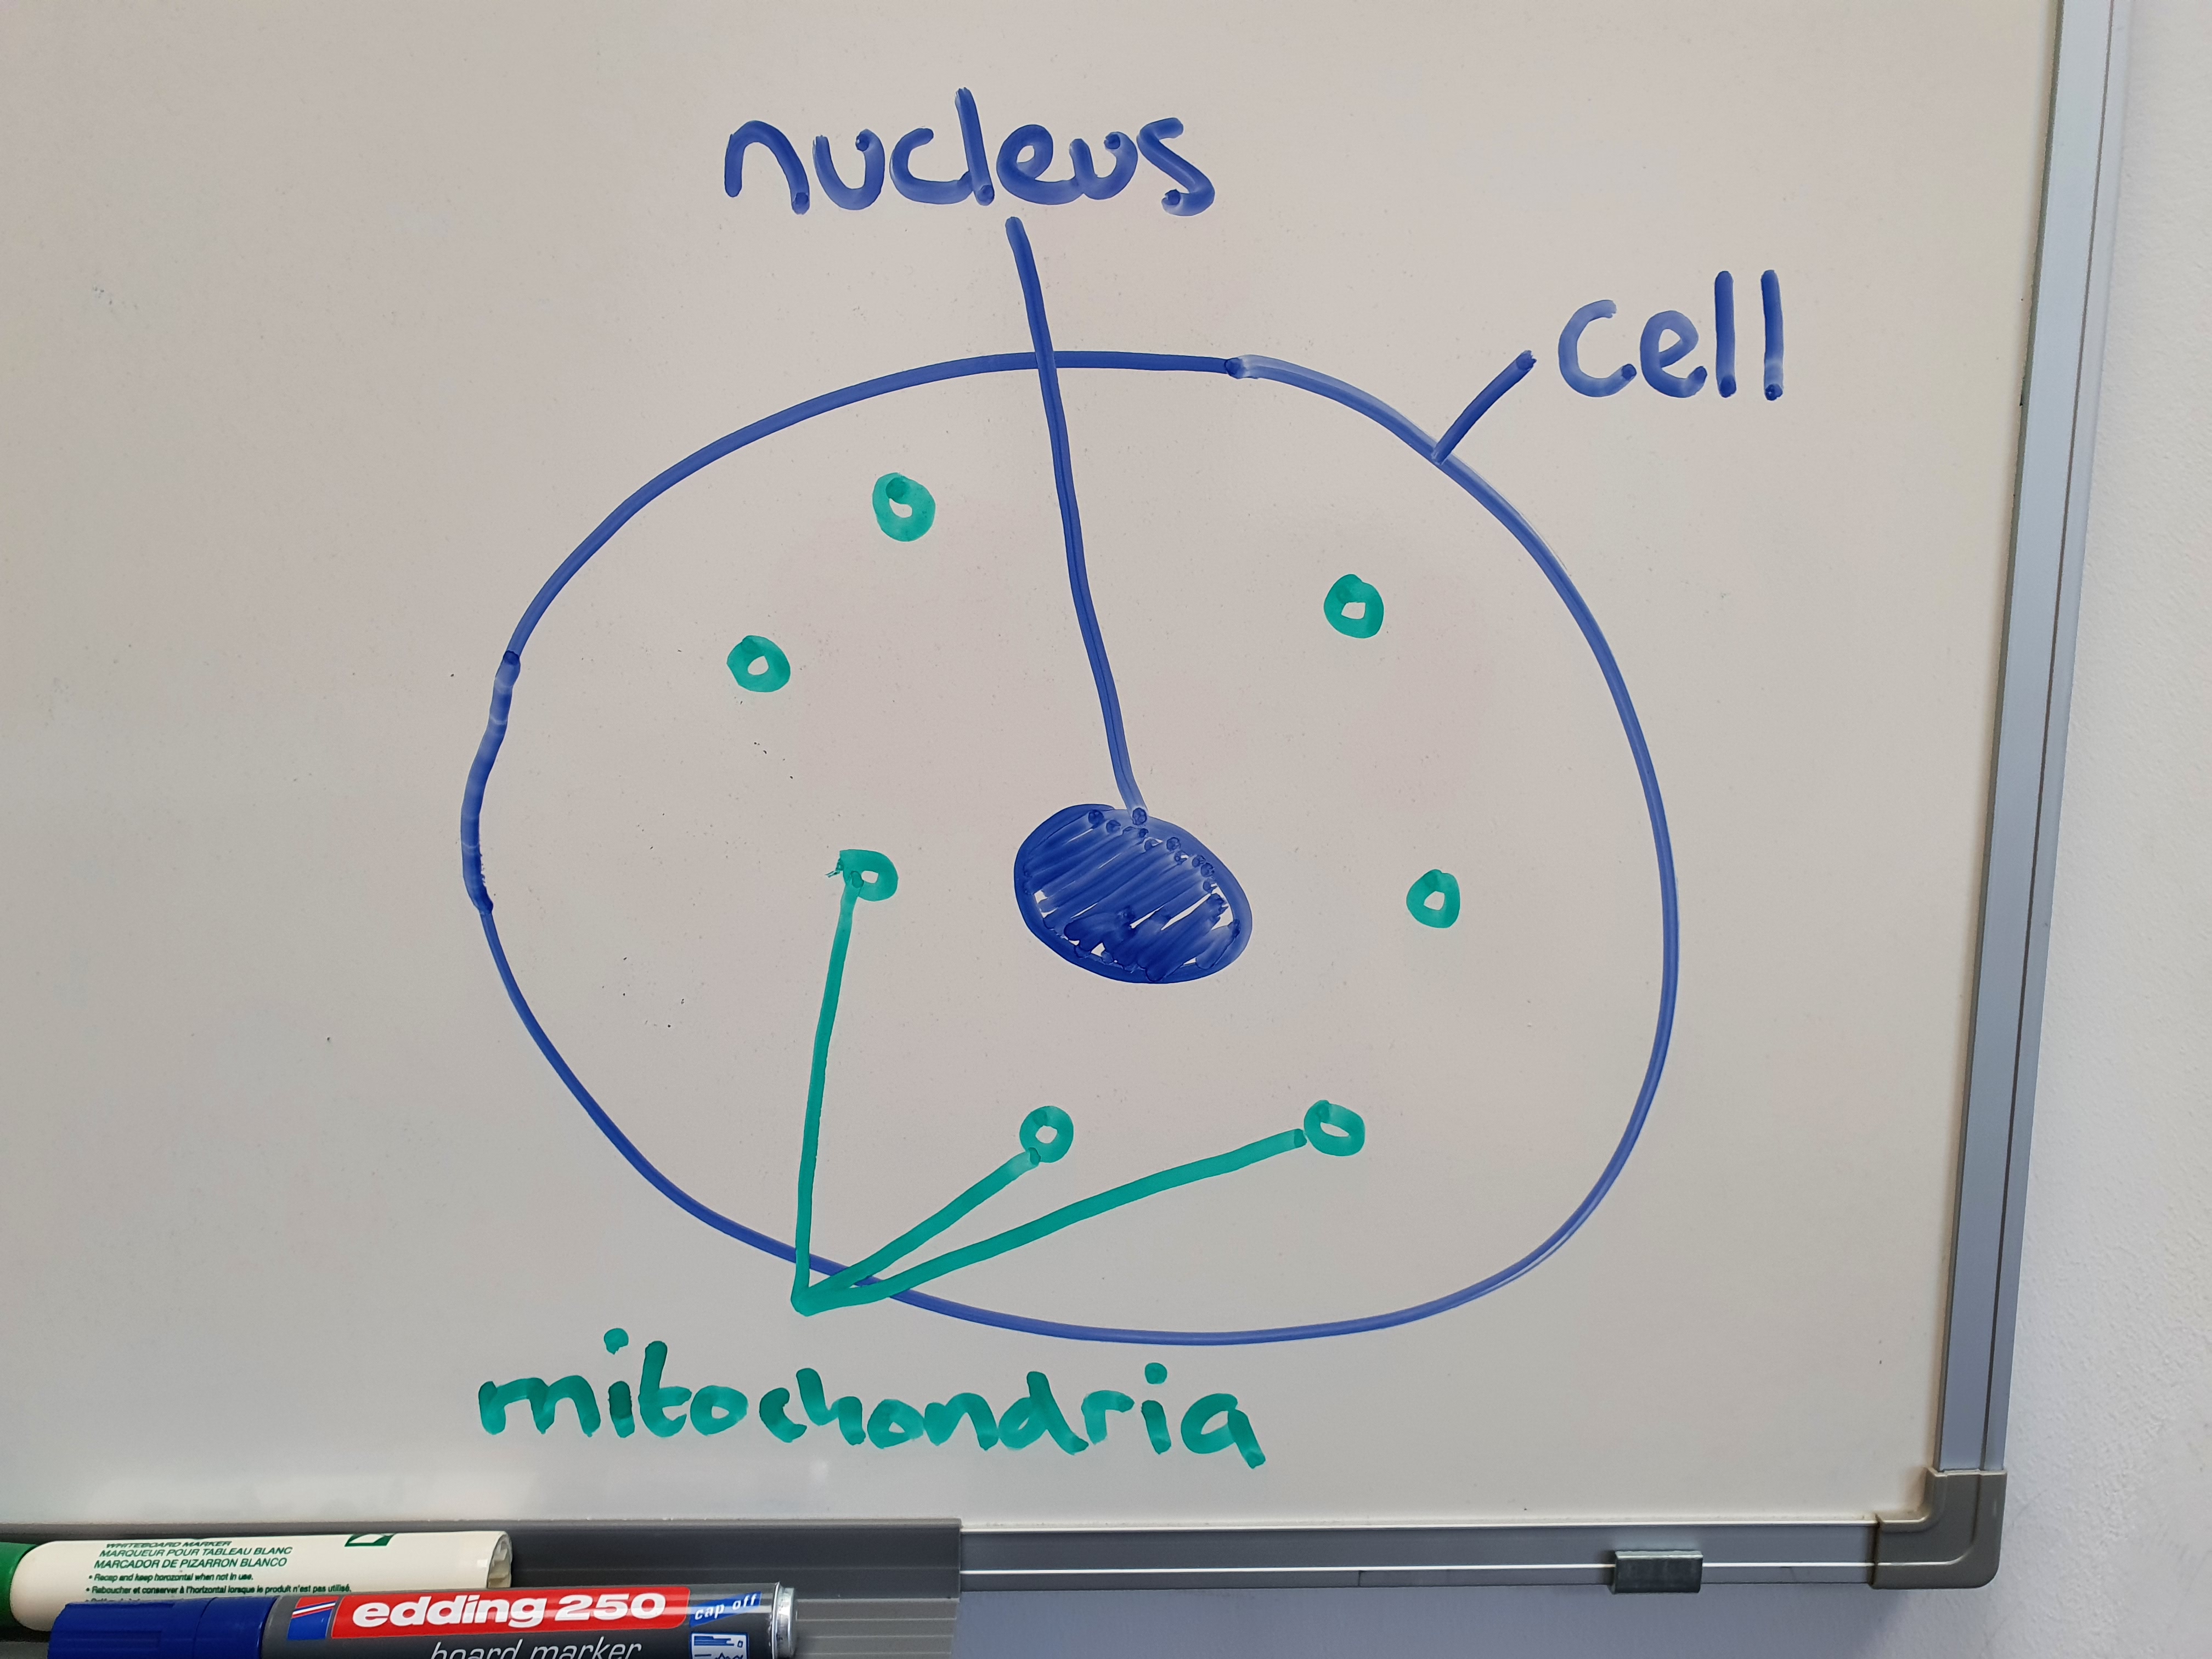 nucleus
cell
mitochondria
WHITEBOARD MARKER
MARQUEUR POUR TABLEAU BLANC
MARCADOR DE PIZARRON BLANCO
• Recap and keep horizontal when not in use.
• Reboucher et conserver à l'horizontal lorsque le produit n'est pas utilisé.
edding 250
cap off
board marker